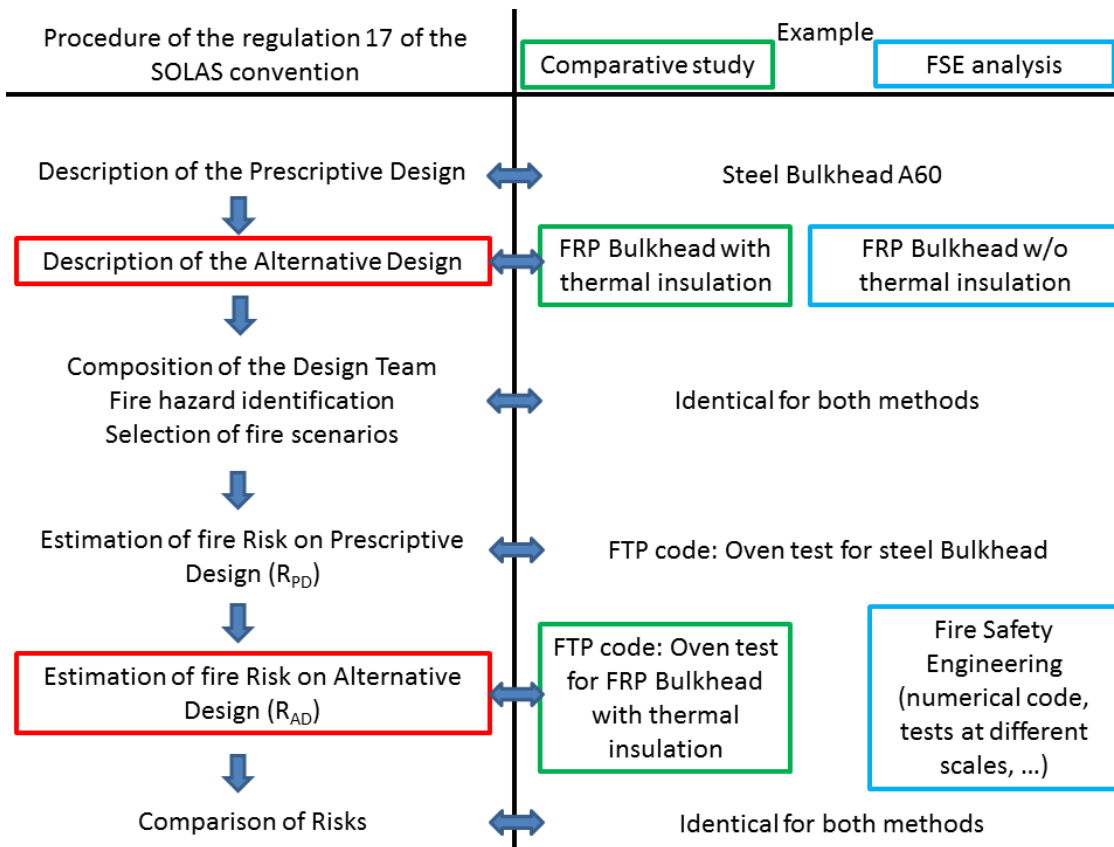 Procedure of the regulation 17 of the
SOLAS convention
Example
Comparative study
FSE analysis
Description of the Prescriptive Design
Steel Bulkhead A60
Description of the Alternative Design
FRP Bulkhead with
thermal insulation
FRP Bulkhead w/o
thermal insulation
Composition of the Design Team
Fire hazard identification
Selection of fire scenarios
Identical for both methods
Estimation of fire Risk on Prescriptive
Design (RPD)
FTP code: Oven test for steel Bulkhead
Estimation of fire Risk on Alternative
Design (RAD)
FTP code: Oven test
for FRP Bulkhead
with thermal
insulation
Fire Safety
Engineering
(numerical code,
tests at different
scales, ...)
Comparison of Risks
Identical for both methods